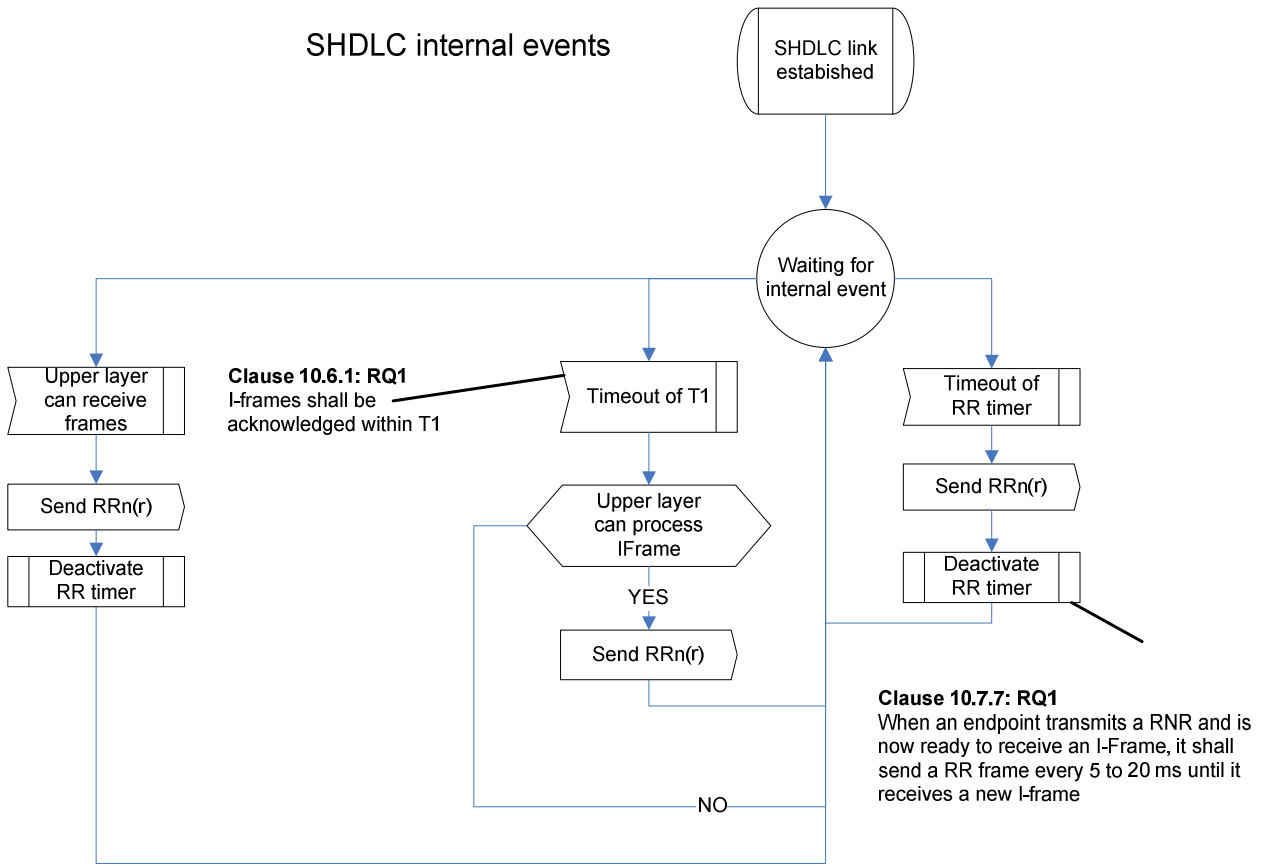 SHDLC internal events
SHDLC link
estabished
Waiting for
internal event
Upper layer
can receive
frames
Send RRn(r)
Deactivate
RR timer
Clause 10.6.1: RQ1
I-frames shall be
acknowledged within T1
Timeout of T1
Upper layer
can process
IFrame
YES
Send RRn(r)
NO
Timeout of
RR timer
Send RRn(r)
Deactivate
RR timer
Clause 10.7.7: RQ1
When an endpoint transmits a RNR and is
now ready to receive an I-Frame, it shall
send a RR frame every 5 to 20 ms until it
receives a new I-frame